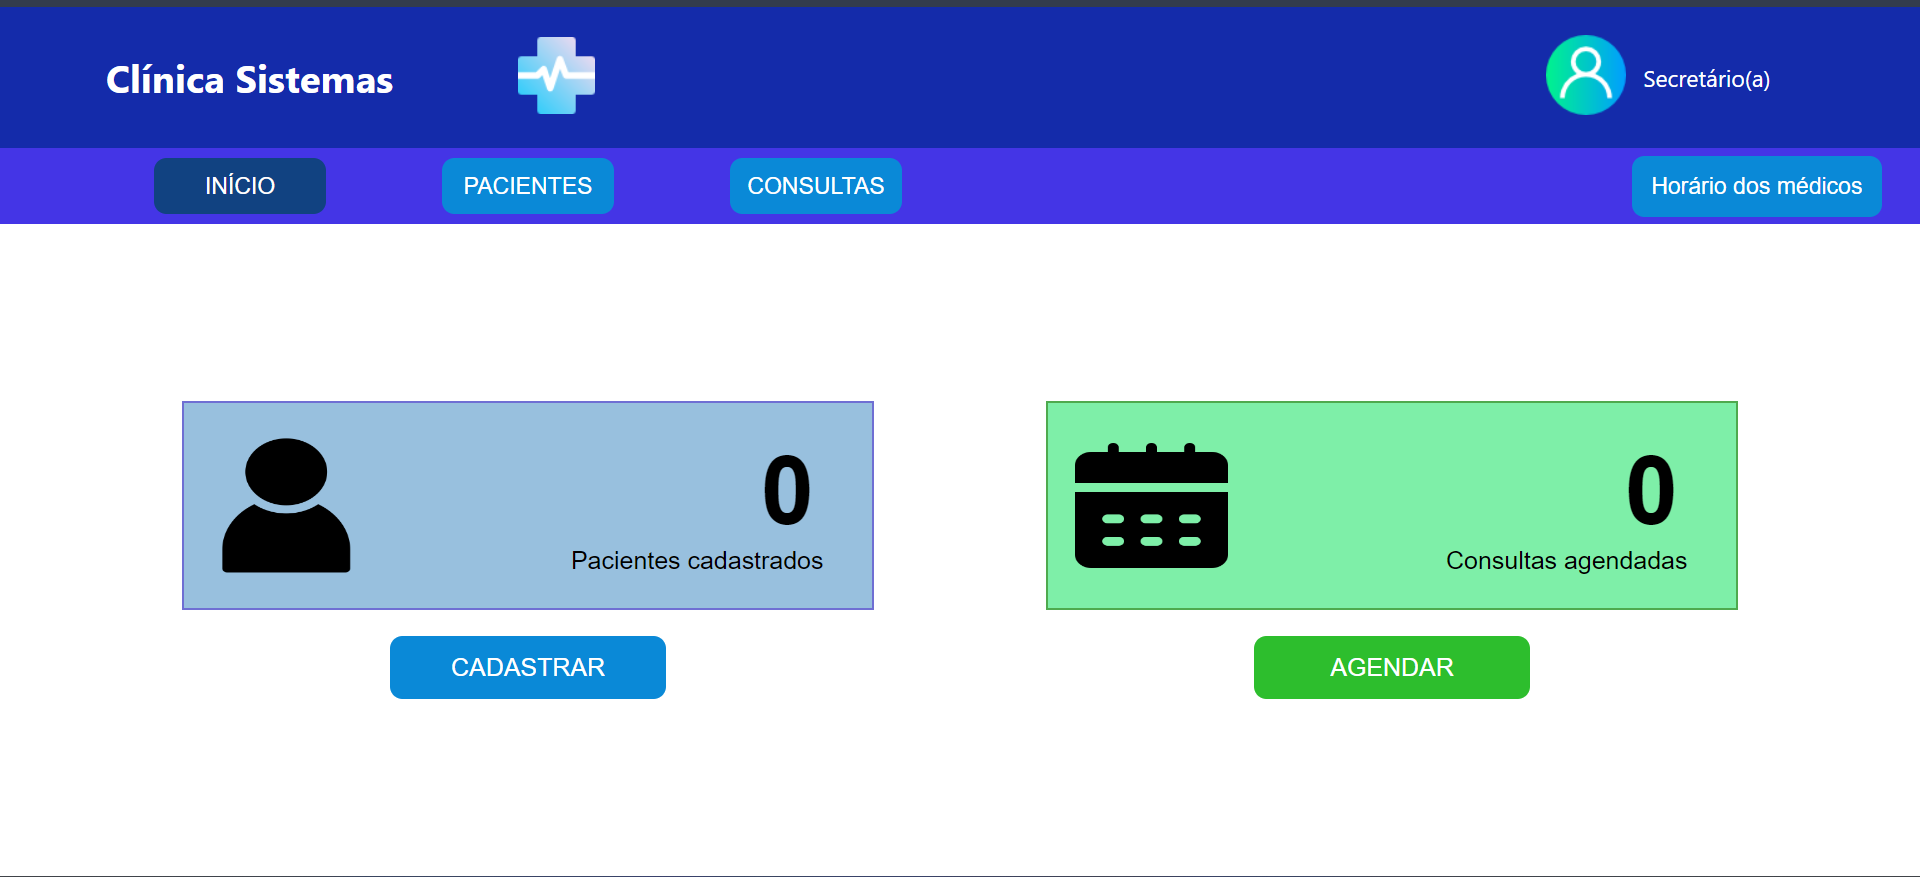 Clínica Sistemas
Secretário(a)
INÍCIO
PACIENTES
CONSULTAS
Horário dos médicos
0
Pacientes cadastrados
CADASTRAR
0
Consultas agendadas
AGENDAR